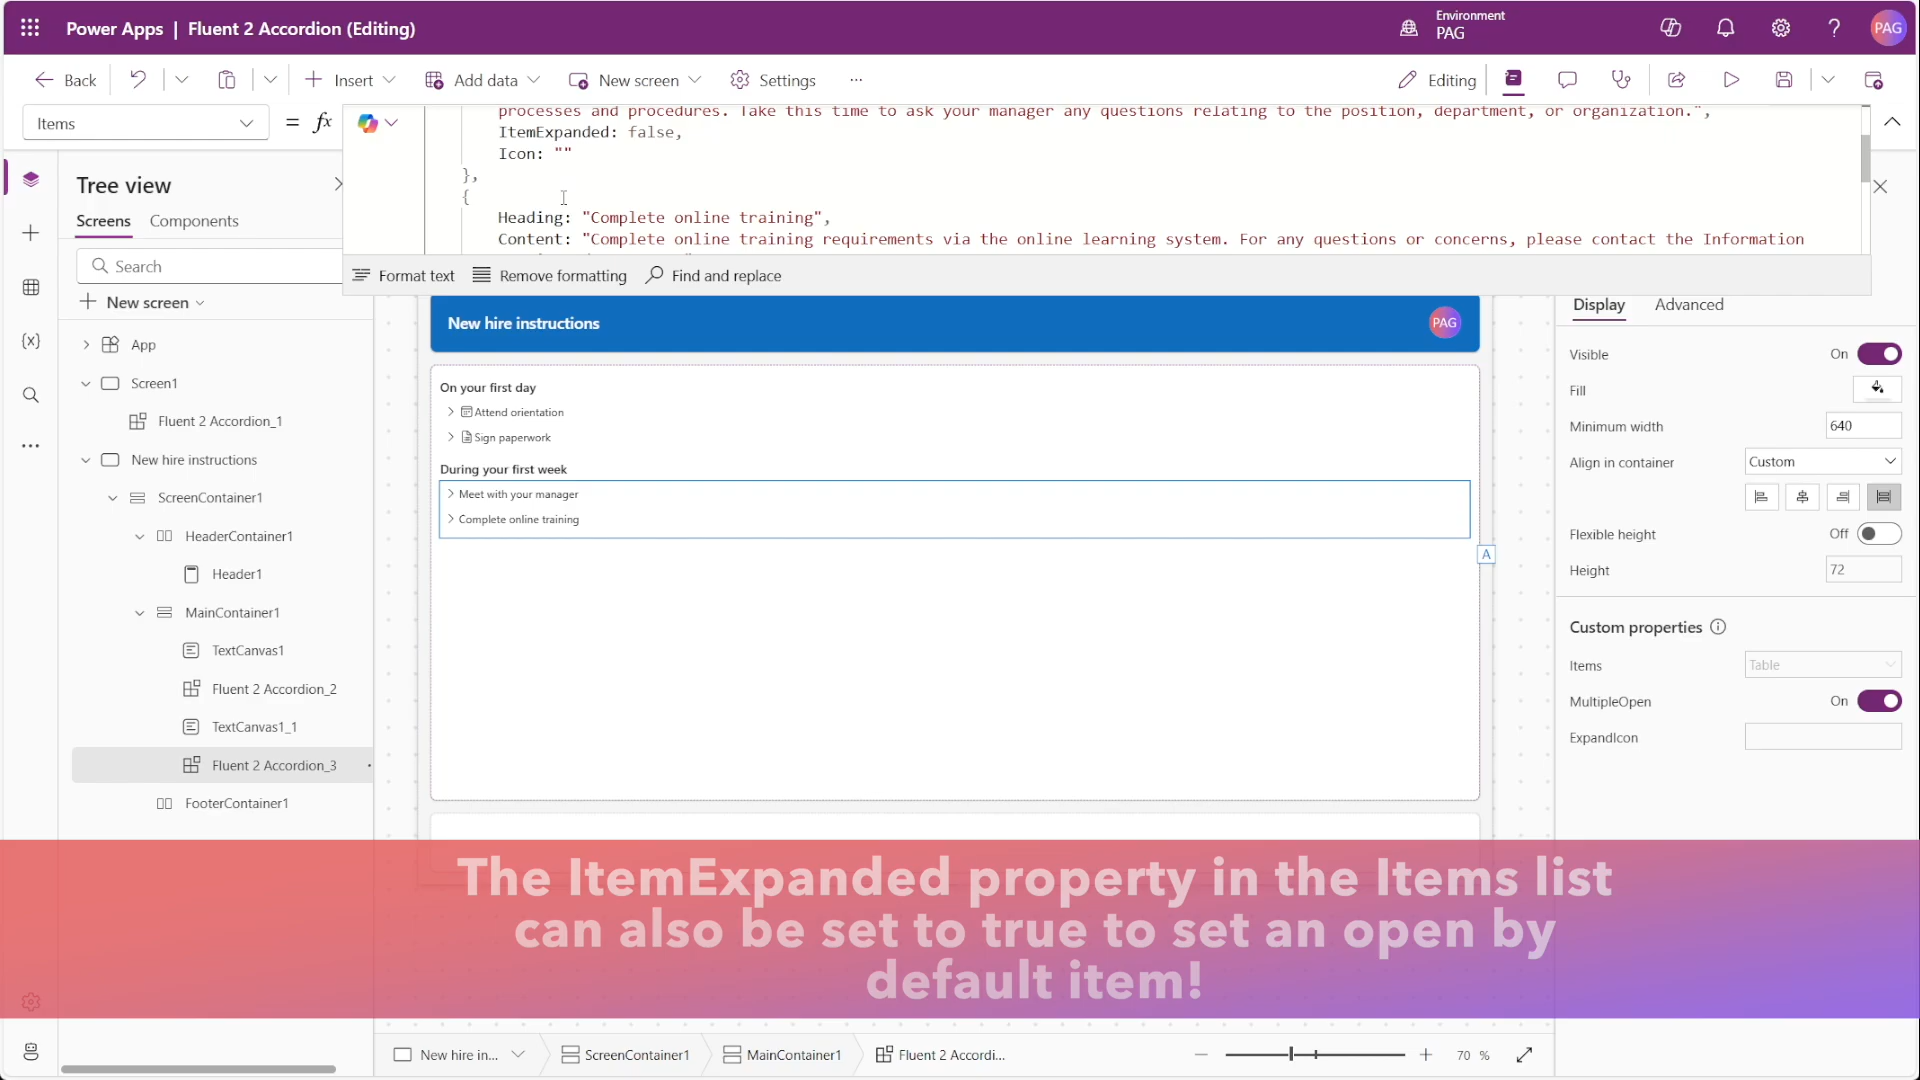 Power Apps | Fluent 2 Accordion (Editing)
Environment
PAG
PAG
Back
Insert
Add data
New screen
Settings
...
Editing
Items
= fx
processes and procedures. Take this time to ask your manager any questions relating to the position, department, or organization.",
ItemExpanded: false,
Icon: ""
},
{
Heading: "Complete online training",
Content: "Complete online training requirements via the online learning system. For any questions or concerns, please contact the Information
Format text
Remove formatting
Find and replace
Tree view
Screens
Components
Search
New screen
App
Screen1
Fluent 2 Accordion_1
New hire instructions
ScreenContainer1
HeaderContainer1
Header1
MainContainer1
TextCanvas1
Fluent 2 Accordion_2
TextCanvas1_1
Fluent 2 Accordion_3
FooterContainer1
New hire instructions
PAG
On your first day
Attend orientation
Sign paperwork
During your first week
Meet with your manager
Complete online training
A
Display
Advanced
Visible
On
Fill
Minimum width
640
Align in container
Custom
Flexible height
Off
Height
72
Custom properties
Items
Table
MultipleOpen
On
ExpandIcon
The ItemExpanded property in the Items list
can also be set to true to set an open by
default item!
New hire in...
ScreenContainer1
MainContainer1
Fluent 2 Accordi...
70 %